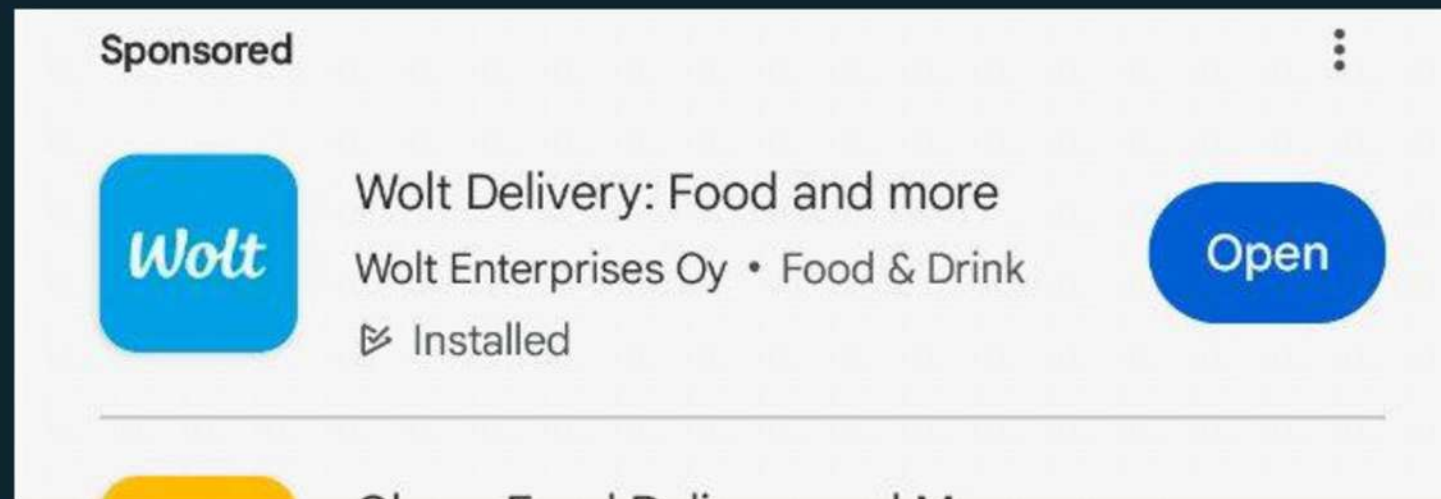 Sponsored
Wolt
Wolt Delivery: Food and more
Wolt Enterprises Oy • Food & Drink
Installed
Open